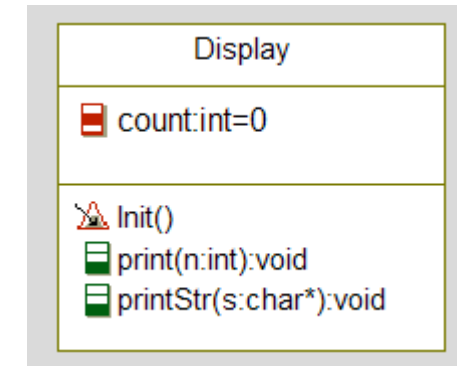 Display
count:int=0
Init()
print(n:int):void
printStr(s:char*):void